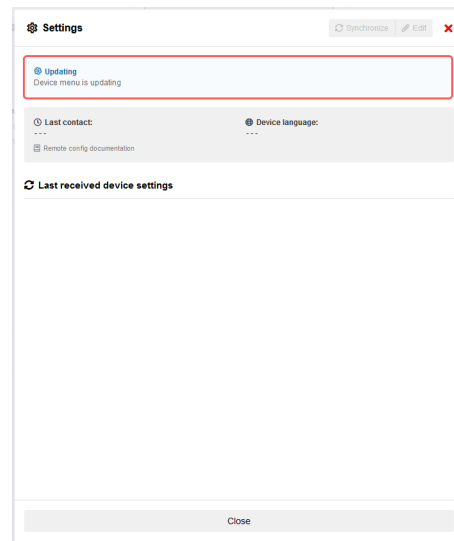 Settings
Synchronize
Edit
Updating
Device menu is updating
Last contact:
---
Device language:
---
Remote config documentation
Last received device settings
Close